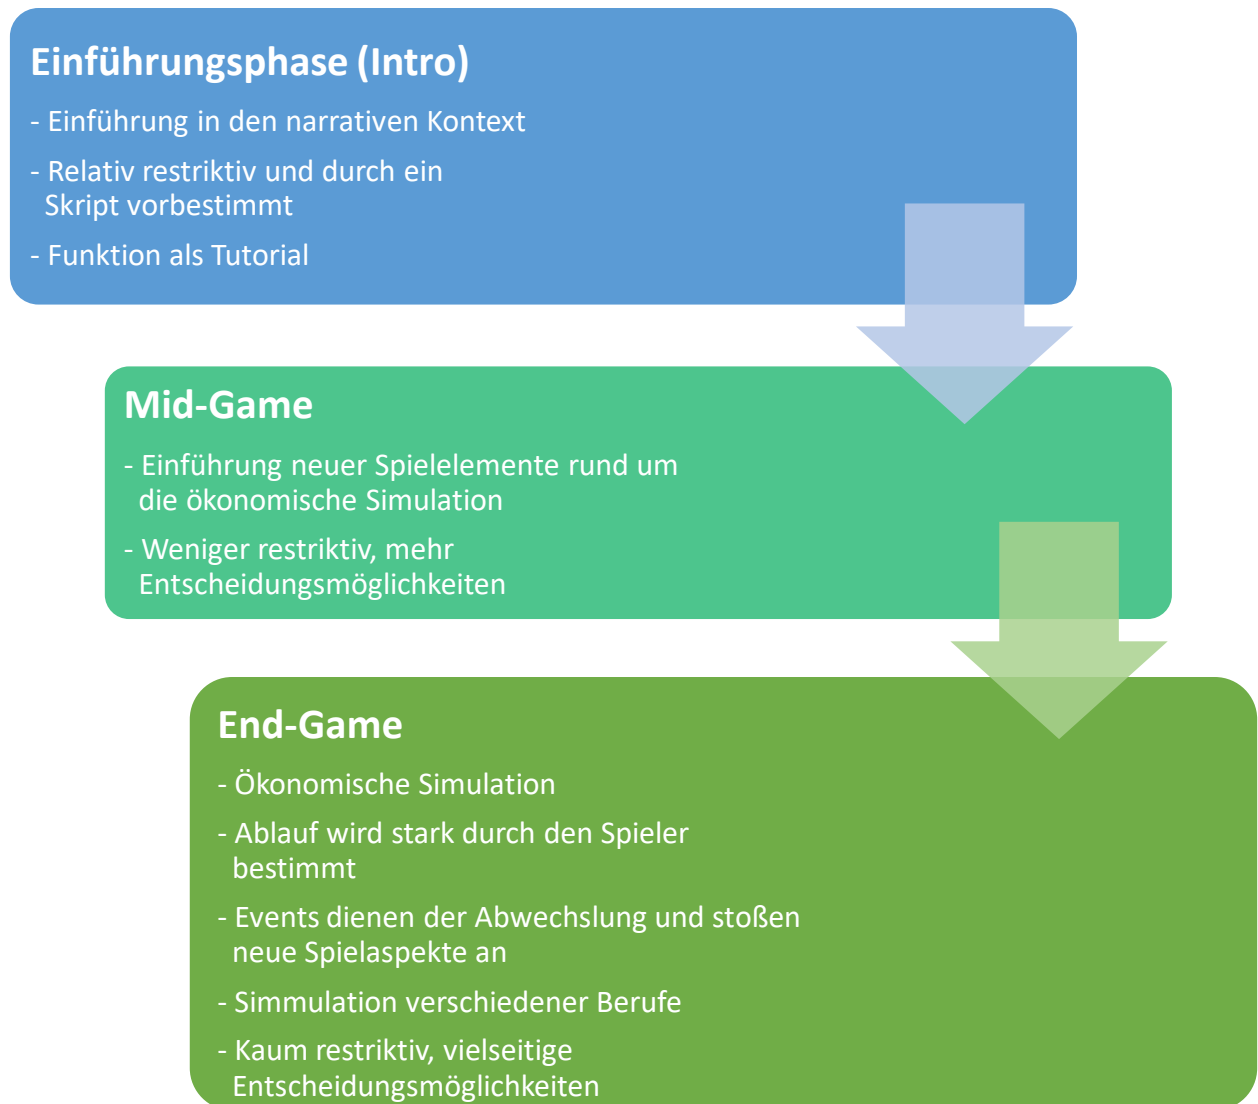 Einführungsphase (Intro)
- Einführung in den narrativen Kontext
- Relativ restriktiv und durch ein
Skript vorbestimmt
- Funktion als Tutorial
Mid-Game
- Einführung neuer Spielelemente rund um
die ökonomische Simulation
- Weniger restriktiv, mehr
Entscheidungsmöglichkeiten
End-Game
- Ökonomische Simulation
- Ablauf wird stark durch den Spieler
bestimmt
- Events dienen der Abwechslung und stoßen
neue Spielaspekte an
- Simmulation verschiedener Berufe
- Kaum restriktiv, vielseitige
Entscheidungsmöglichkeiten